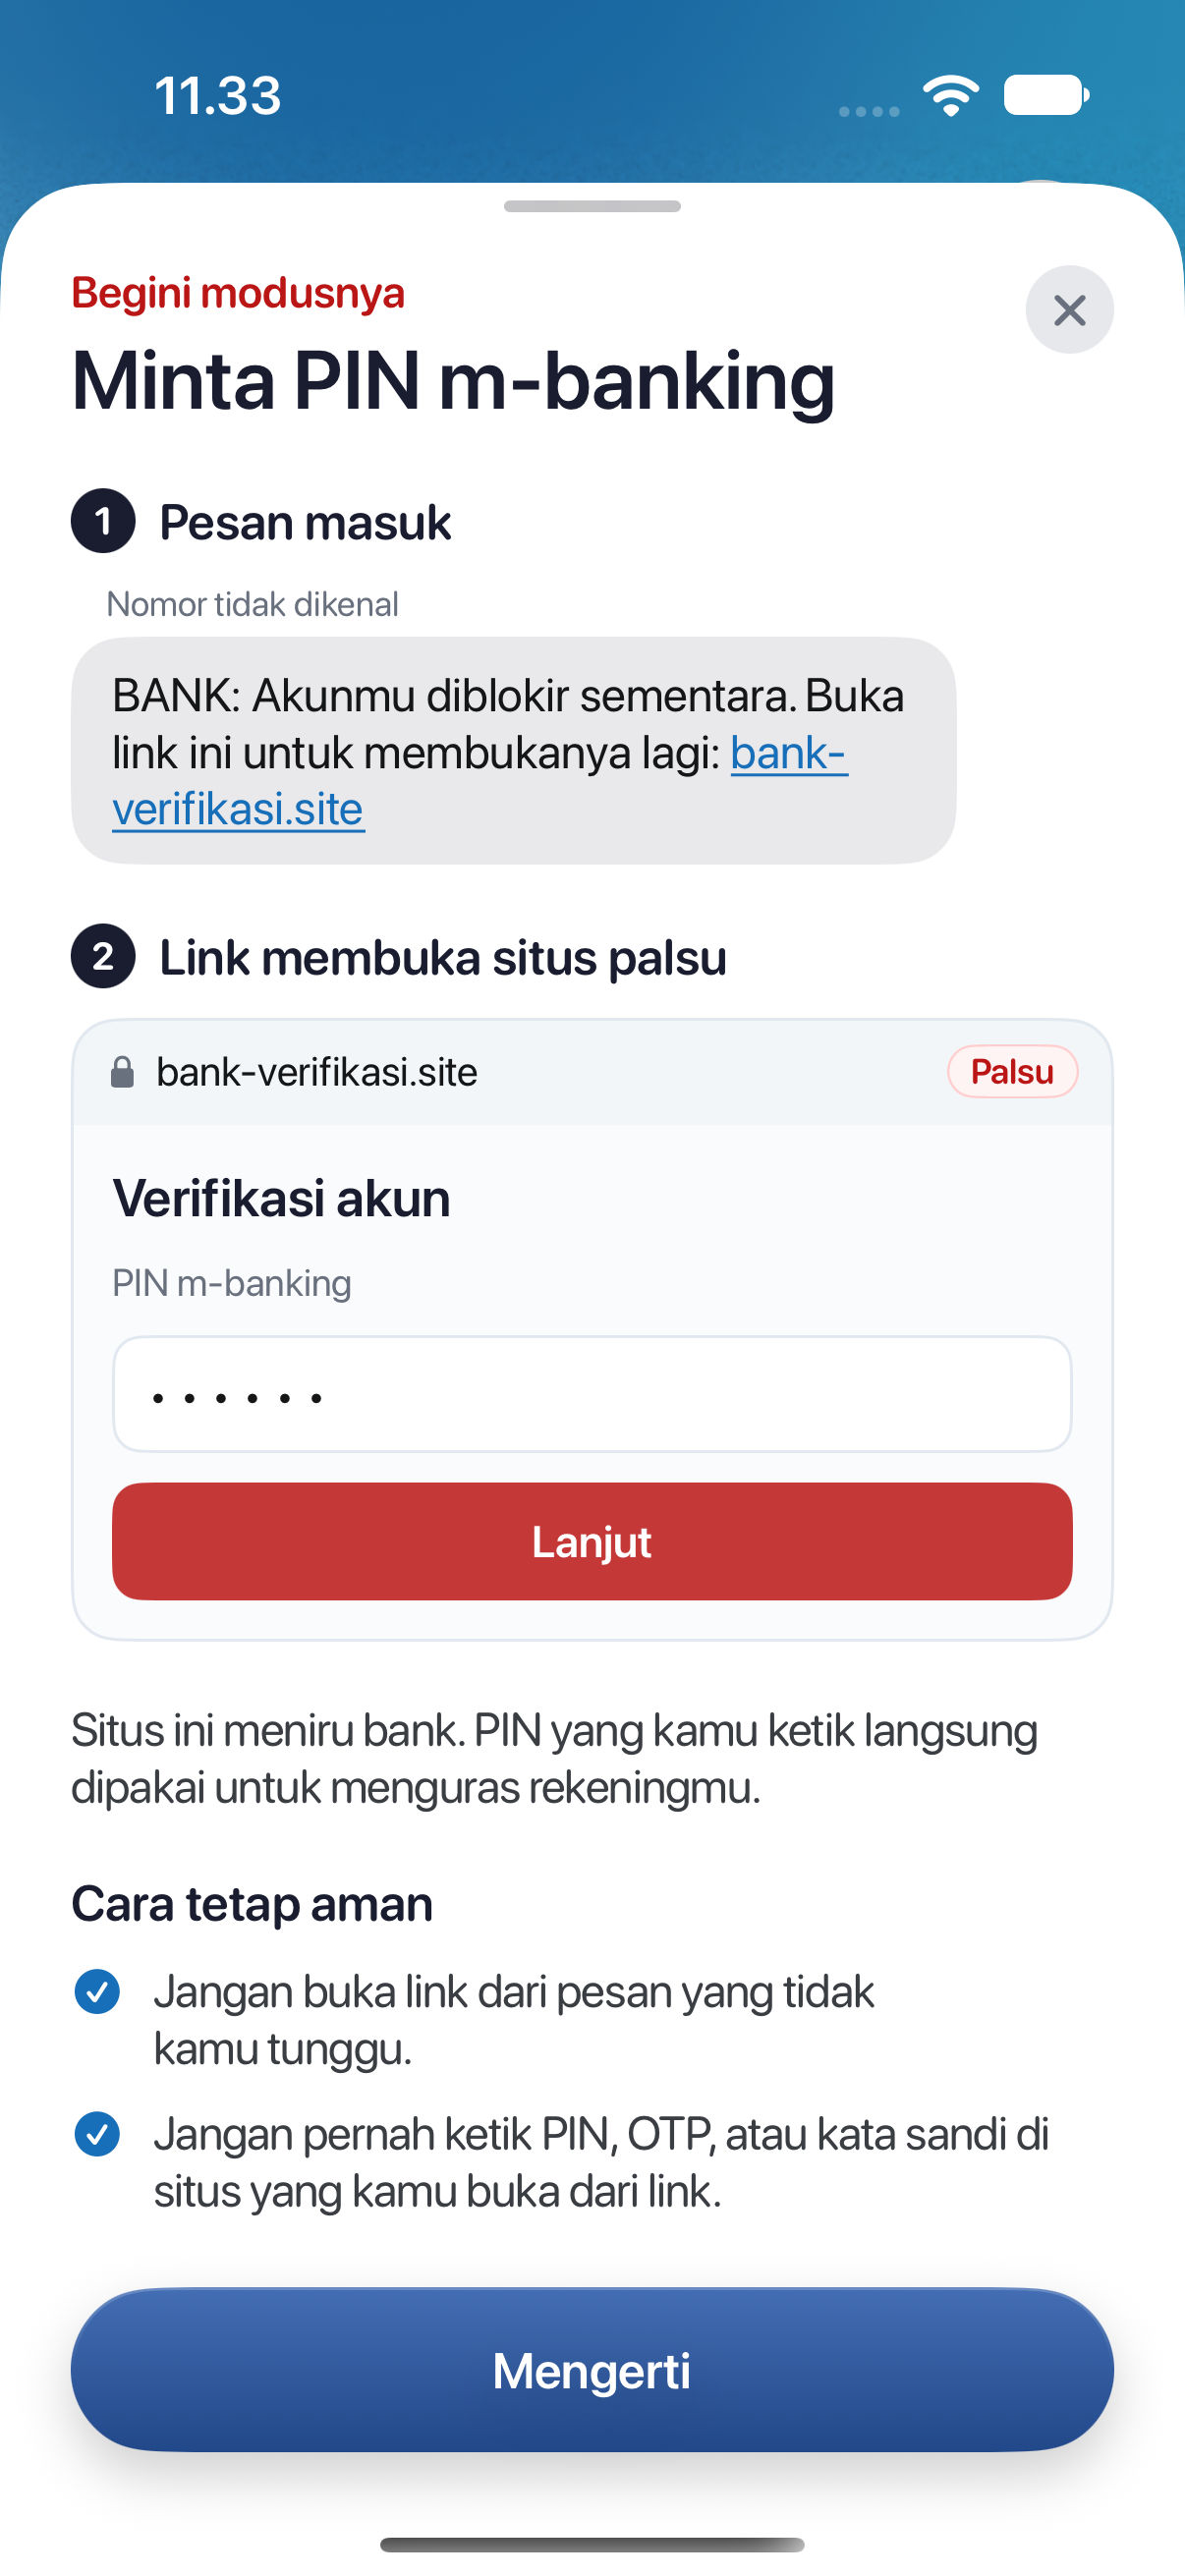 11.33
Begini modusnya
Minta PIN m-banking
1 Pesan masuk
Nomor tidak dikenal
BANK: Akunmu diblokir sementara. Buka
link ini untuk membukanya lagi: bank-
verifikasi.site
2 Link membuka situs palsu
bank-verifikasi.site Palsu
Verifikasi akun
PIN m-banking
••••••
Lanjut
Situs ini meniru bank. PIN yang kamu ketik langsung
dipakai untuk menguras rekeningmu.
Cara tetap aman
Jangan buka link dari pesan yang tidak
kamu tunggu.
Jangan pernah ketik PIN, OTP, atau kata sandi di
situs yang kamu buka dari link.
Mengerti